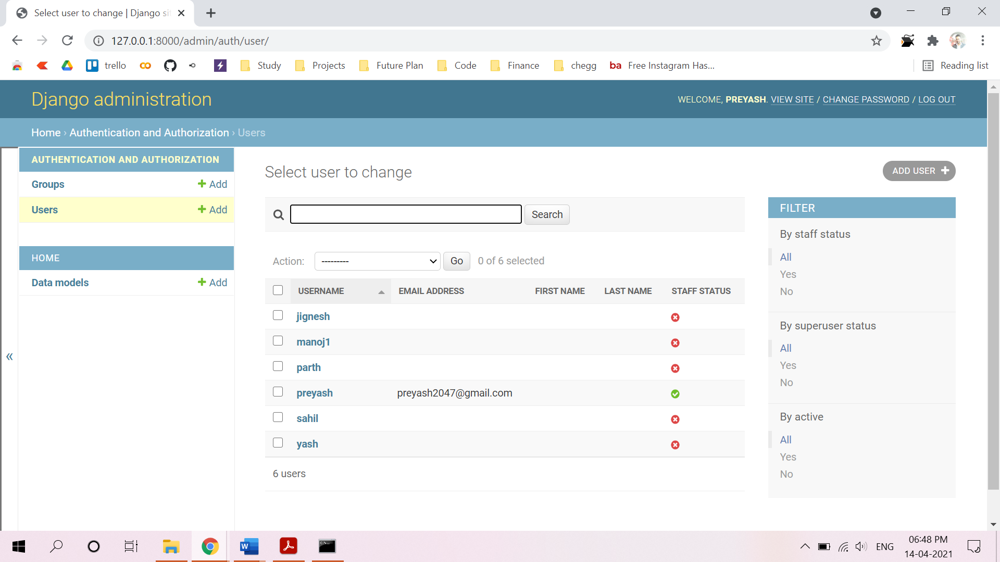 Select user to change | Django si
127.0.0.1:8000/admin/auth/user/
trello
Study
Projects
Future Plan
Code
Finance
chegg
ba Free Instagram Has...
Reading list
Django administration
WELCOME, PREYASH. VIEW SITE / CHANGE PASSWORD / LOG OUT
Home › Authentication and Authorization › Users
AUTHENTICATION AND AUTHORIZATION
Groups + Add
Users + Add
HOME
Data models + Add
«
Select user to change
ADD USER +
Search
Action: --------- Go 0 of 6 selected
USERNAME EMAIL ADDRESS FIRST NAME LAST NAME STAFF STATUS
jignesh
manoj1
parth
preyash preyash2047@gmail.com
sahil
yash
6 users
FILTER
By staff status
All
Yes
No
By superuser status
All
Yes
No
By active
All
Yes
No
ENG
06:48 PM
14-04-2021